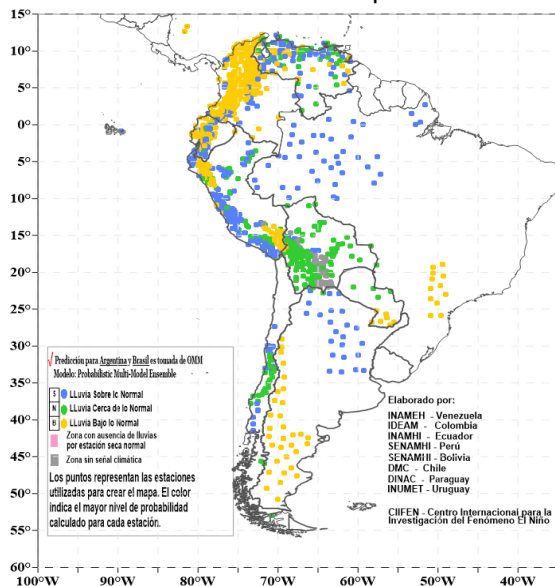 15°
10°
5°
0°
5°
10°
15°
20°
25°
30°
35°
40°
45°
50°
55°
60°
100°W
90°W
80°W
70°W
60°W
50°W
40°W
√ Predicción para Argentina y Brasil es tomada de OMM
Modelo: Probabilistic Multi-Model Ensemble
S LLuvia Sobre lo Normal
N LLuvia Cerca de lo Normal
B LLuvia Bajo lo Normal
Zona con ausencia de lluvias
por estación seca normal
Zona sin señal climática
Los puntos representan las estaciones
utilizadas para crear el mapa. El color
indica el mayor nivel de probabilidad
calculado para cada estación.
Elaborado por:
INAMEH - Venezuela
IDEAM - Colombia
INAMHI - Ecuador
SENAMHI - Perú
SENAMHI - Bolivia
DMC - Chile
DINAC - Paraguay
INUMET - Uruguay
CIIFEN - Centro Internacional para la
Investigación del Fenómeno El Niño